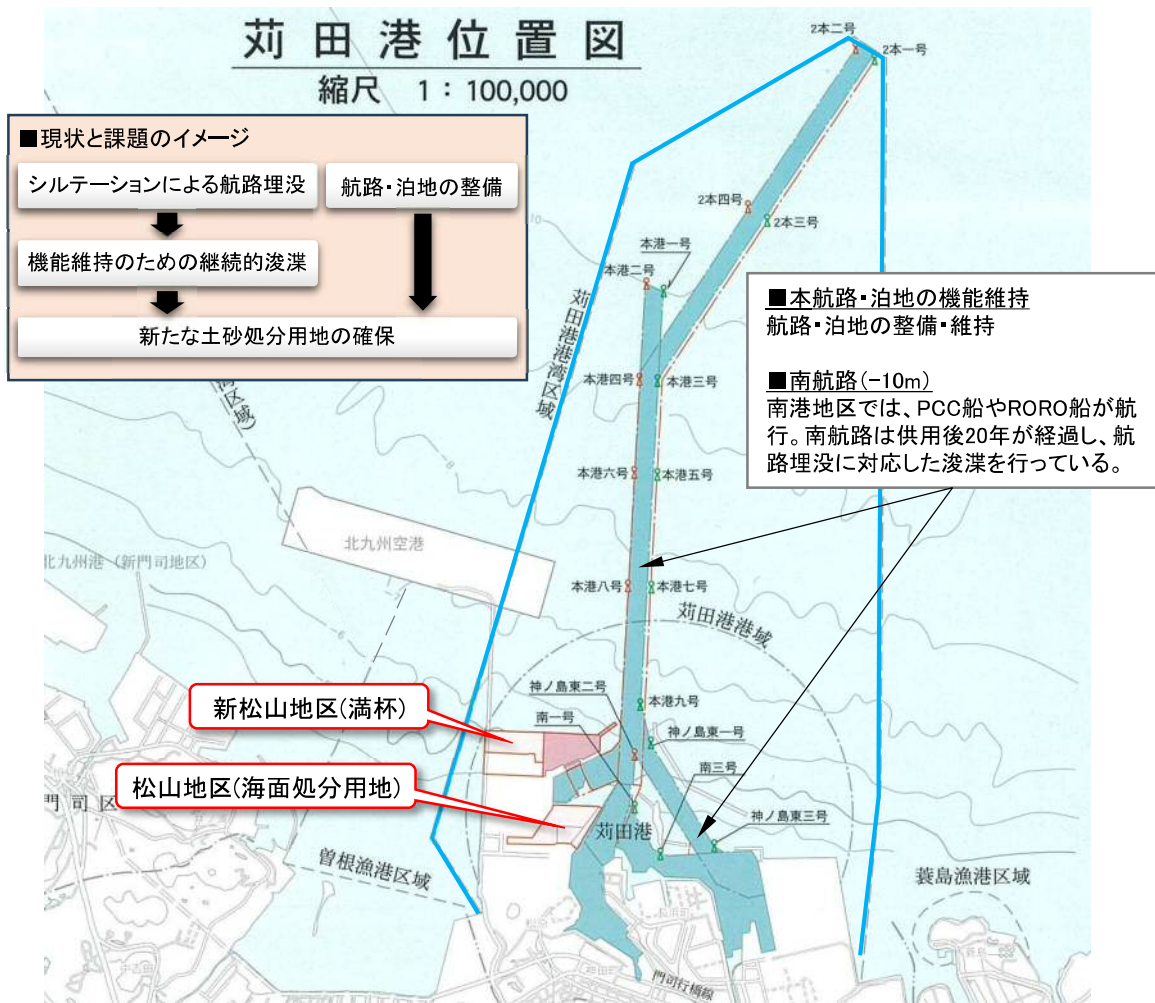 苅田港位置図
縮尺 1：100,000
■現状と課題のイメージ
シルテーションによる航路埋没
航路・泊地の整備
機能維持のための継続的浚渫
新たな土砂処分用地の確保
2本二号
2本一号
2本四号
2本三号
10
本港一号
本港二号
苅田港港湾区域
湾区域)
本港四号
本港三号
■本航路・泊地の機能維持
航路・泊地の整備・維持
■南航路(-10m)
南港地区では、PCC船やRORO船が航
行。南航路は供用後20年が経過し、航
路埋没に対応した浚渫を行っている。
-8
本港六号
本港五号
北九州空港
北九州港（新門司地区）
-7
本港八号
本港七号
-6
苅田港港域
神ノ島東二号
本港九号
新松山地区(満杯)
南一号
神ノ島東一号
南三号
松山地区(海面処分用地)
門司区
苅田港
神ノ島東三号
曽根漁港区域
蓑島漁港区域
門司行橋線